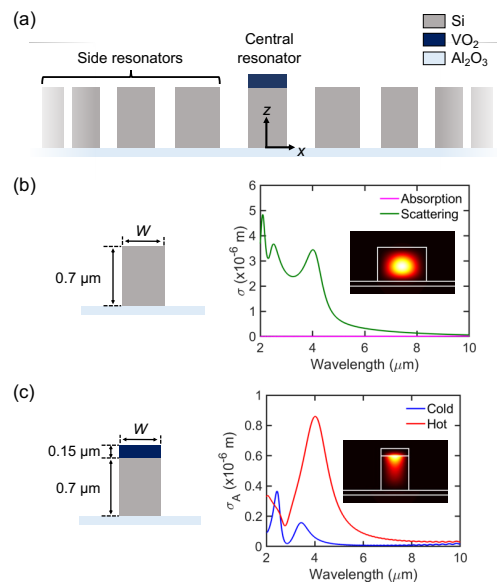 (a)
Si
VO₂
Al₂O₃
Side resonators
Central
resonator
z
x
(b)
W
0.7 μm
6
5
4
3
2
1
0
σ (x10⁻⁶ m)
Absorption
Scattering
2 4 6 8 10
Wavelength (μm)
(c)
W
0.15 μm
0.7 μm
1
0.8
0.6
0.4
0.2
0
σ_A (x10⁻⁶ m)
Cold
Hot
2 4 6 8 10
Wavelength (μm)